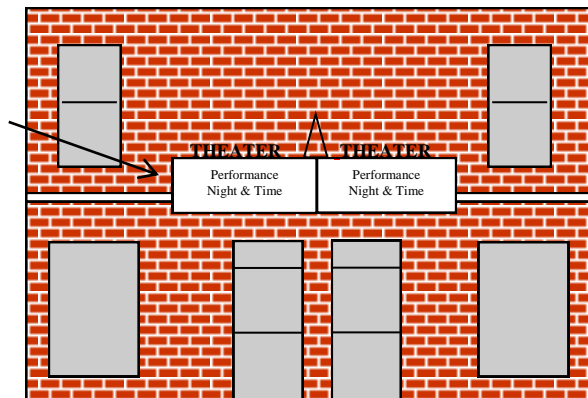 THEATER THEATER
Performance Performance
Night & Time Night & Time